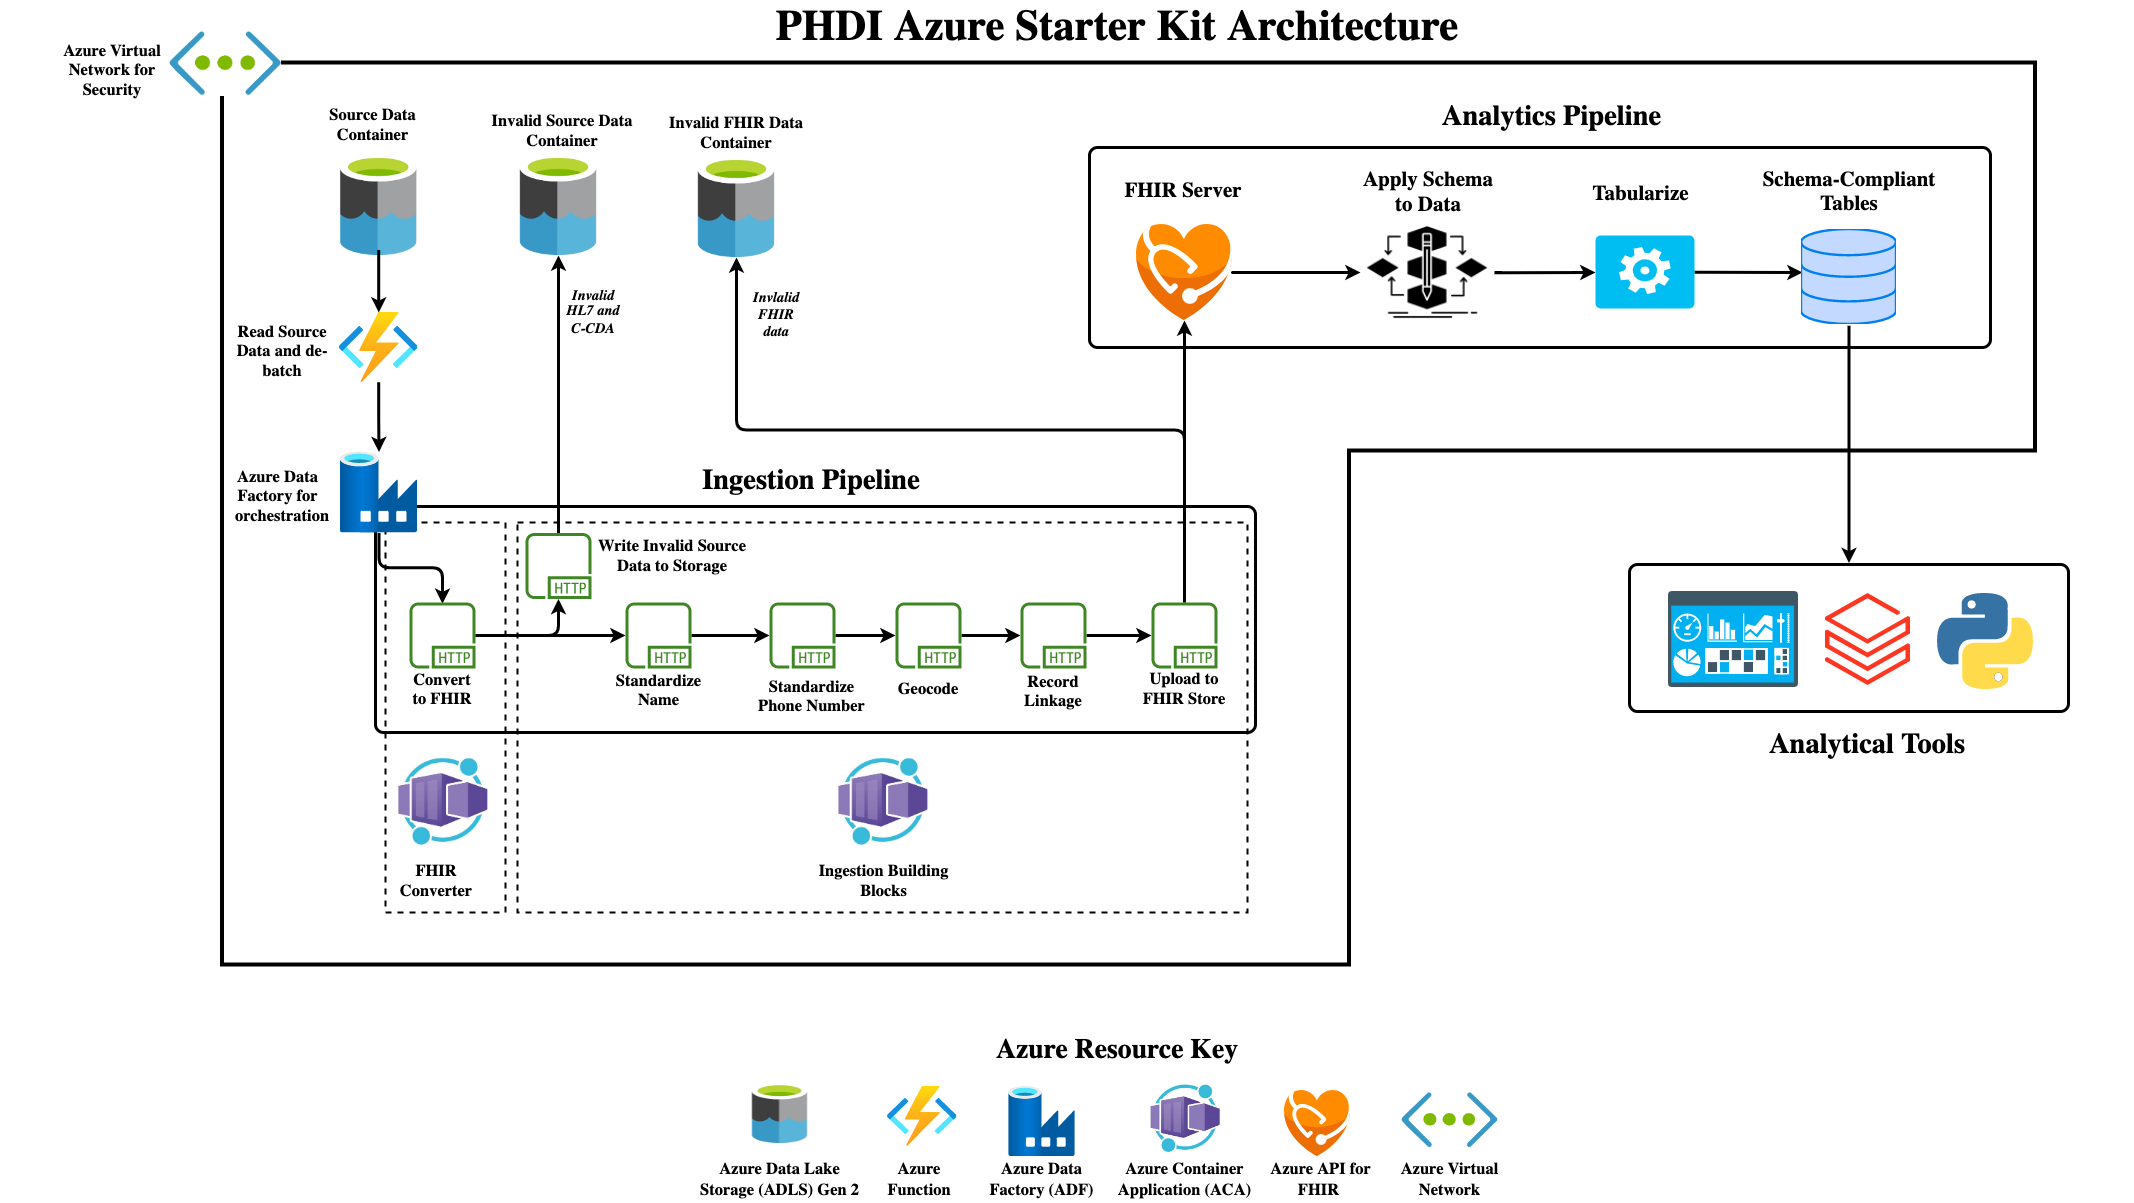 PHDI Azure Starter Kit Architecture
Azure Virtual
Network for
Security
Source Data
Container
Invalid Source Data
Container
Invalid FHIR Data
Container
Analytics Pipeline
FHIR Server
Apply Schema
to Data
Tabularize
Schema-Compliant
Tables
Invalid
HL7 and
C-CDA
Invlalid
FHIR
data
Read Source
Data and de-
batch
Azure Data
Factory for
orchestration
Ingestion Pipeline
Write Invalid Source
Data to Storage
HTTP
HTTP
HTTP
HTTP
HTTP
HTTP
HTTP
Convert
to FHIR
Standardize
Name
Standardize
Phone Number
Geocode
Record
Linkage
Upload to
FHIR Store
Analytical Tools
FHIR
Converter
Ingestion Building
Blocks
Azure Resource Key
Azure Data Lake
Storage (ADLS) Gen 2
Azure
Function
Azure Data
Factory (ADF)
Azure Container
Application (ACA)
Azure API for
FHIR
Azure Virtual
Network